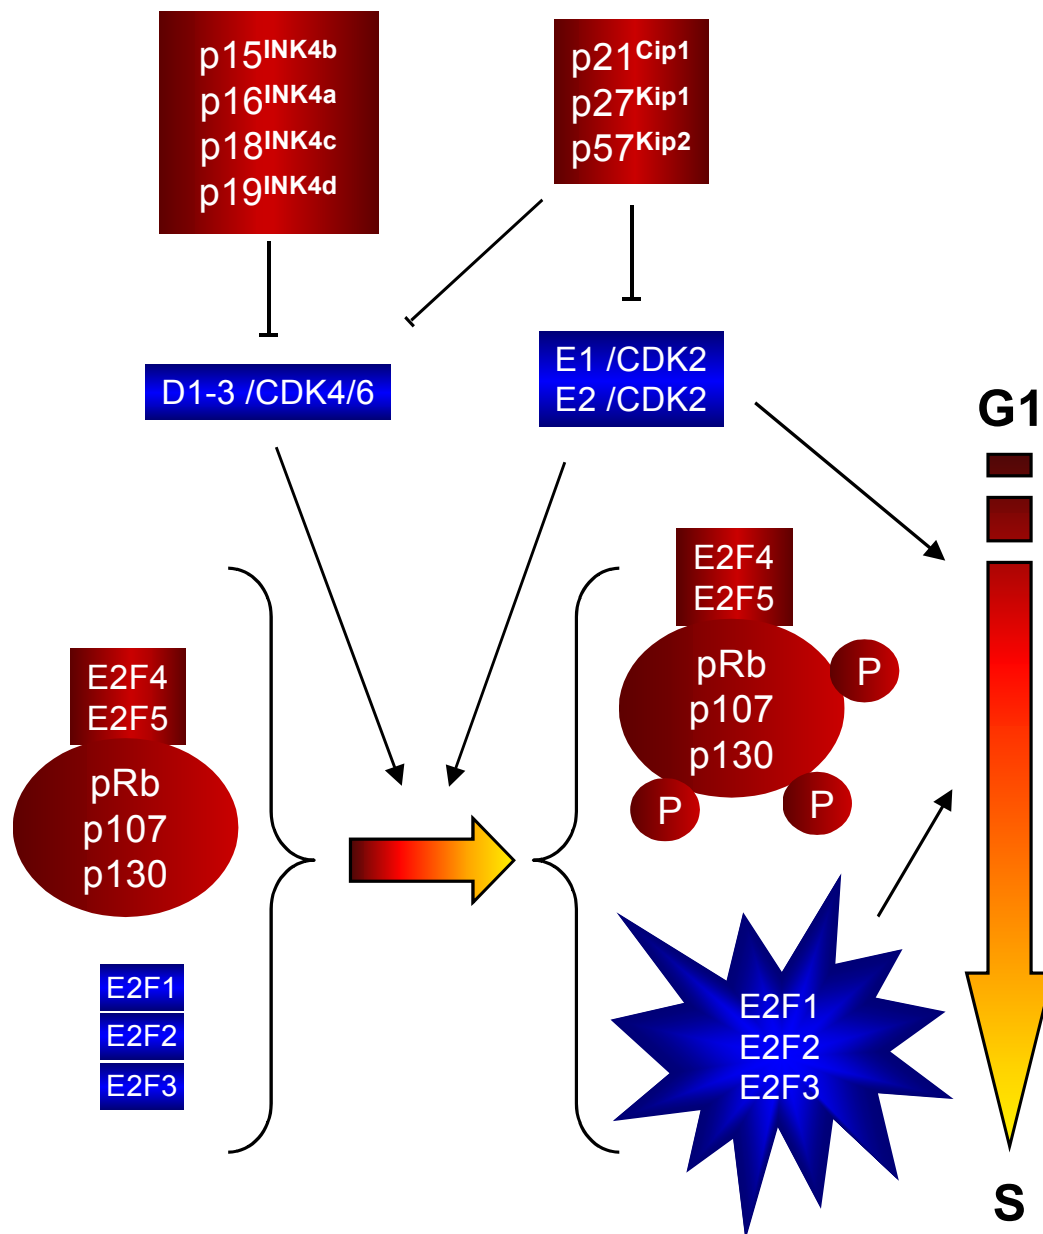 p15INK4b
p16INK4a
p18INK4c
p19INK4d
p21Cip1
p27Kip1
p57Kip2
D1-3 /CDK4/6
E1 /CDK2
E2 /CDK2
G1
E2F4
E2F5
pRb
p107
p130
E2F1
E2F2
E2F3
E2F4
E2F5
pRb
p107
p130
P
P
P
E2F1
E2F2
E2F3
S